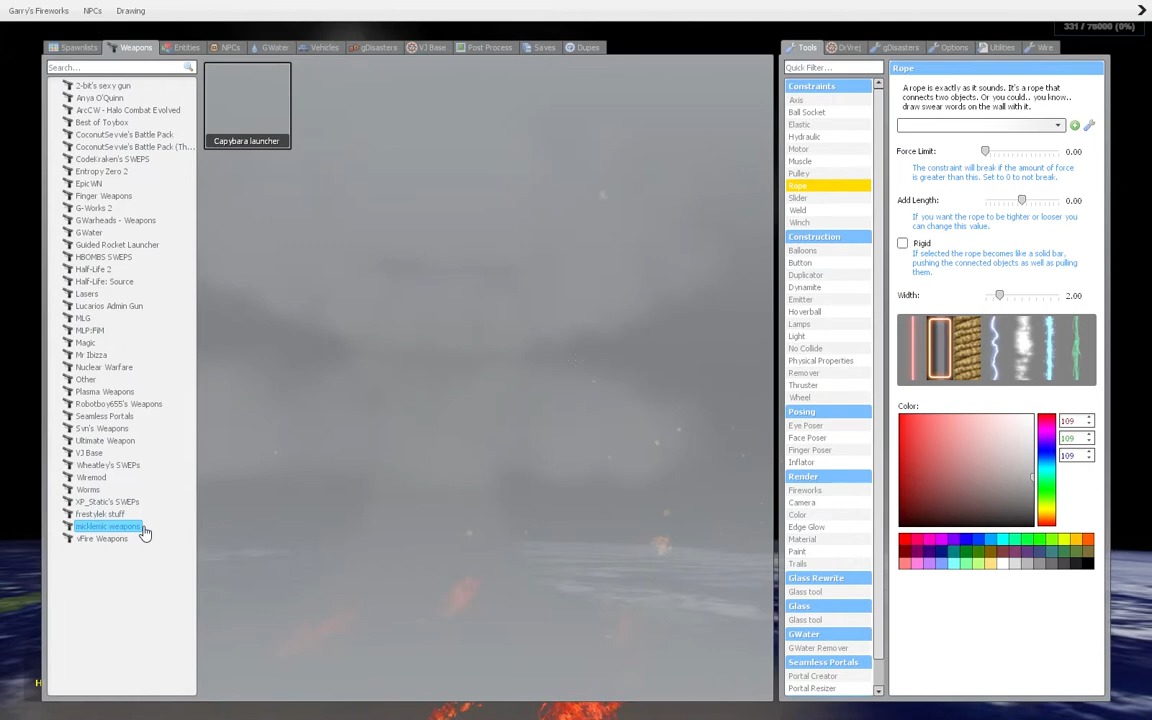 Garry's Fireworks NPCs Drawing
331 / 75000 (0%)
Spawnlists Weapons Entities NPCs GWater Vehicles gDisasters VJ Base Post Process Saves Dupes
Search...
2-bit's sexy gun
Anya O'Quinn
ArcCW - Halo Combat Evolved
Best of Toybox
CoconutSevvie's Battle Pack
CoconutSevvie's Battle Pack (Th...
CodeKraken's SWEPS
Entropy Zero 2
EpicWN
Finger Weapons
G-Works 2
GWarheads - Weapons
GWater
Guided Rocket Launcher
HBOMBS SWEPS
Half-Life 2
Half-Life: Source
Lasers
Lucarios Admin Gun
MLG
MLP:FiM
Magic
Mr Ibizza
Nuclear Warfare
Other
Plasma Weapons
Robotboy655's Weapons
Seamless Portals
Svn's Weapons
Ultimate Weapon
VJ Base
Wheatley's SWEPs
Wiremod
Worms
XP_Static's SWEPs
frestylek stuff
micklemic weapons
vFire Weapons
Capybara launcher
H
Tools DrVrej gDisasters Options Utilities Wire
Quick Filter...
Constraints
Axis
Ball Socket
Elastic
Hydraulic
Motor
Muscle
Pulley
Rope
Slider
Weld
Winch
Construction
Balloons
Button
Duplicator
Dynamite
Emitter
Hoverball
Lamps
Light
No Collide
Physical Properties
Remover
Thruster
Wheel
Posing
Eye Poser
Face Poser
Finger Poser
Inflator
Render
Fireworks
Camera
Color
Edge Glow
Material
Paint
Trails
Glass Rewrite
Glass tool
Glass
Glass tool
GWater
GWater Remover
Seamless Portals
Portal Creator
Portal Resizer
Rope
A rope is exactly as it sounds. It's a rope that
connects two objects. Or you could.. you know..
draw swear words on the wall with it.
Force Limit: 0.00
The constraint will break if the amount of force
is greater than this. Set to 0 to not break.
Add Length: 0.00
If you want the rope to be tighter or looser you
can change this value.
Rigid
If selected the rope becomes like a solid bar,
pushing the connected objects as well as pulling
them.
Width: 2.00
Color:
109
109
109